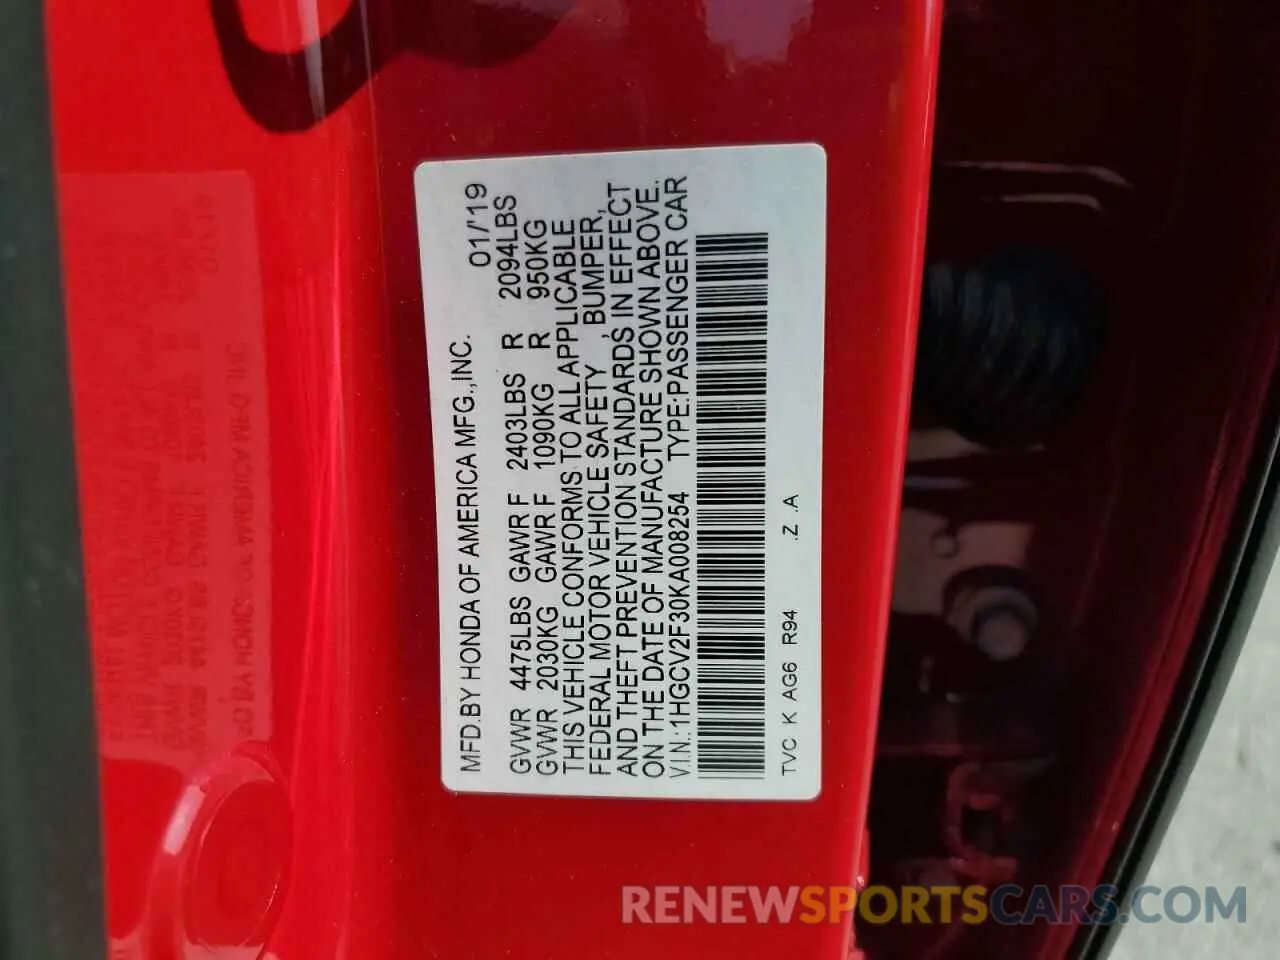 MFD.BY HONDA OF AMERICA MFG.,INC. 01/'19
GVWR 4475LBS GAWR F 2403LBS R 2094LBS
GVWR 2030KG GAWR F 1090KG R 950KG
THIS VEHICLE CONFORMS TO ALL APPLICABLE
FEDERAL MOTOR VEHICLE SAFETY , BUMPER,
AND THEFT PREVENTION STANDARDS IN EFFECT
ON THE DATE OF MANUFACTURE SHOWN ABOVE.
V.I.N.:1HGCV2F30KA008254 TYPE:PASSENGER CAR
TVC K AG6 R94 .Z .A
RENEWSPORTSCARS.COM